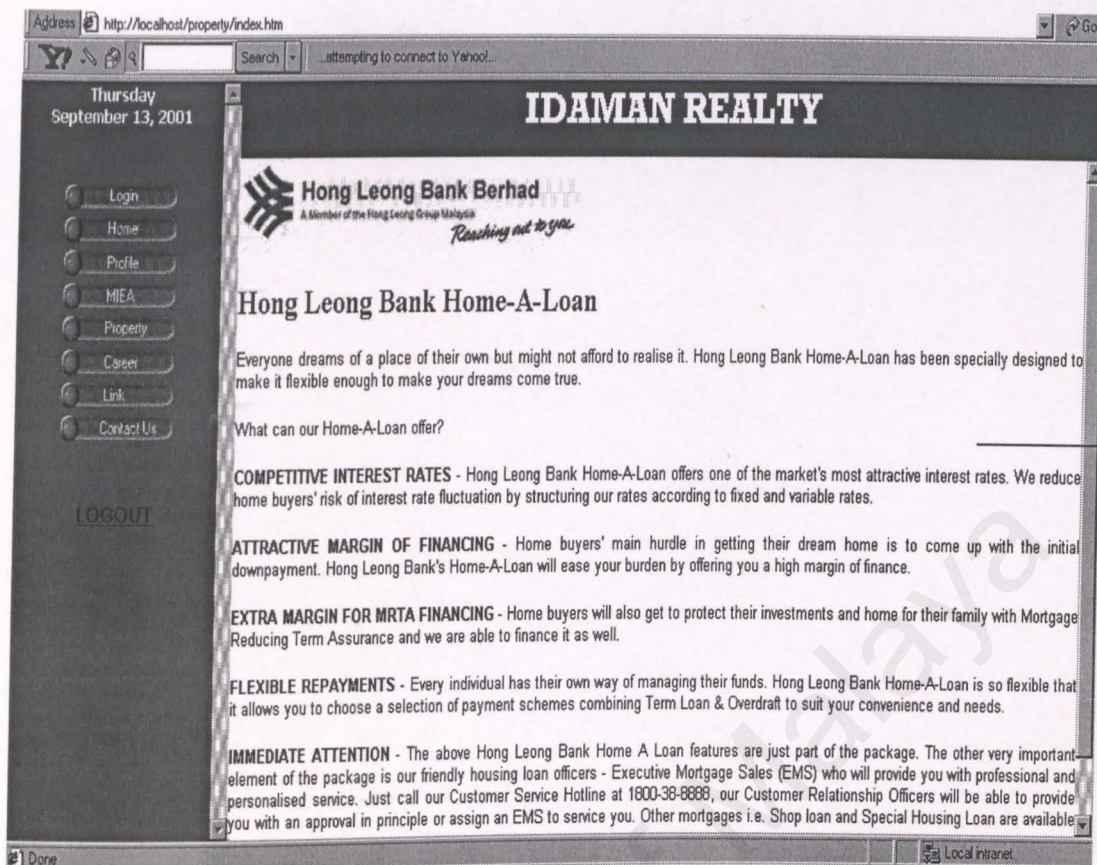 Address http://localhost/property/index.htm Go
Y! Search ...attempting to connect to Yahoo!...
Thursday
September 13, 2001
Login
Home
Profile
MIEA
Property
Career
Link
Contact Us
LOGOUT
IDAMAN REALTY
Hong Leong Bank Berhad
A Member of the Hong Leong Group Malaysia
Reaching out to you
Hong Leong Bank Home-A-Loan
Everyone dreams of a place of their own but might not afford to realise it. Hong Leong Bank Home-A-Loan has been specially designed to
make it flexible enough to make your dreams come true.
What can our Home-A-Loan offer?
COMPETITIVE INTEREST RATES - Hong Leong Bank Home-A-Loan offers one of the market's most attractive interest rates. We reduce
home buyers' risk of interest rate fluctuation by structuring our rates according to fixed and variable rates.
ATTRACTIVE MARGIN OF FINANCING - Home buyers' main hurdle in getting their dream home is to come up with the initial
downpayment. Hong Leong Bank's Home-A-Loan will ease your burden by offering you a high margin of finance.
EXTRA MARGIN FOR MRTA FINANCING - Home buyers will also get to protect their investments and home for their family with Mortgage
Reducing Term Assurance and we are able to finance it as well.
FLEXIBLE REPAYMENTS - Every individual has their own way of managing their funds. Hong Leong Bank Home-A-Loan is so flexible that
it allows you to choose a selection of payment schemes combining Term Loan & Overdraft to suit your convenience and needs.
IMMEDIATE ATTENTION - The above Hong Leong Bank Home A Loan features are just part of the package. The other very important
element of the package is our friendly housing loan officers - Executive Mortgage Sales (EMS) who will provide you with professional and
personalised service. Just call our Customer Service Hotline at 1800-38-8888, our Customer Relationship Officers will be able to provide
you with an approval in principle or assign an EMS to service you. Other mortgages i.e. Shop loan and Special Housing Loan are available
Done Local intranet
Malaya